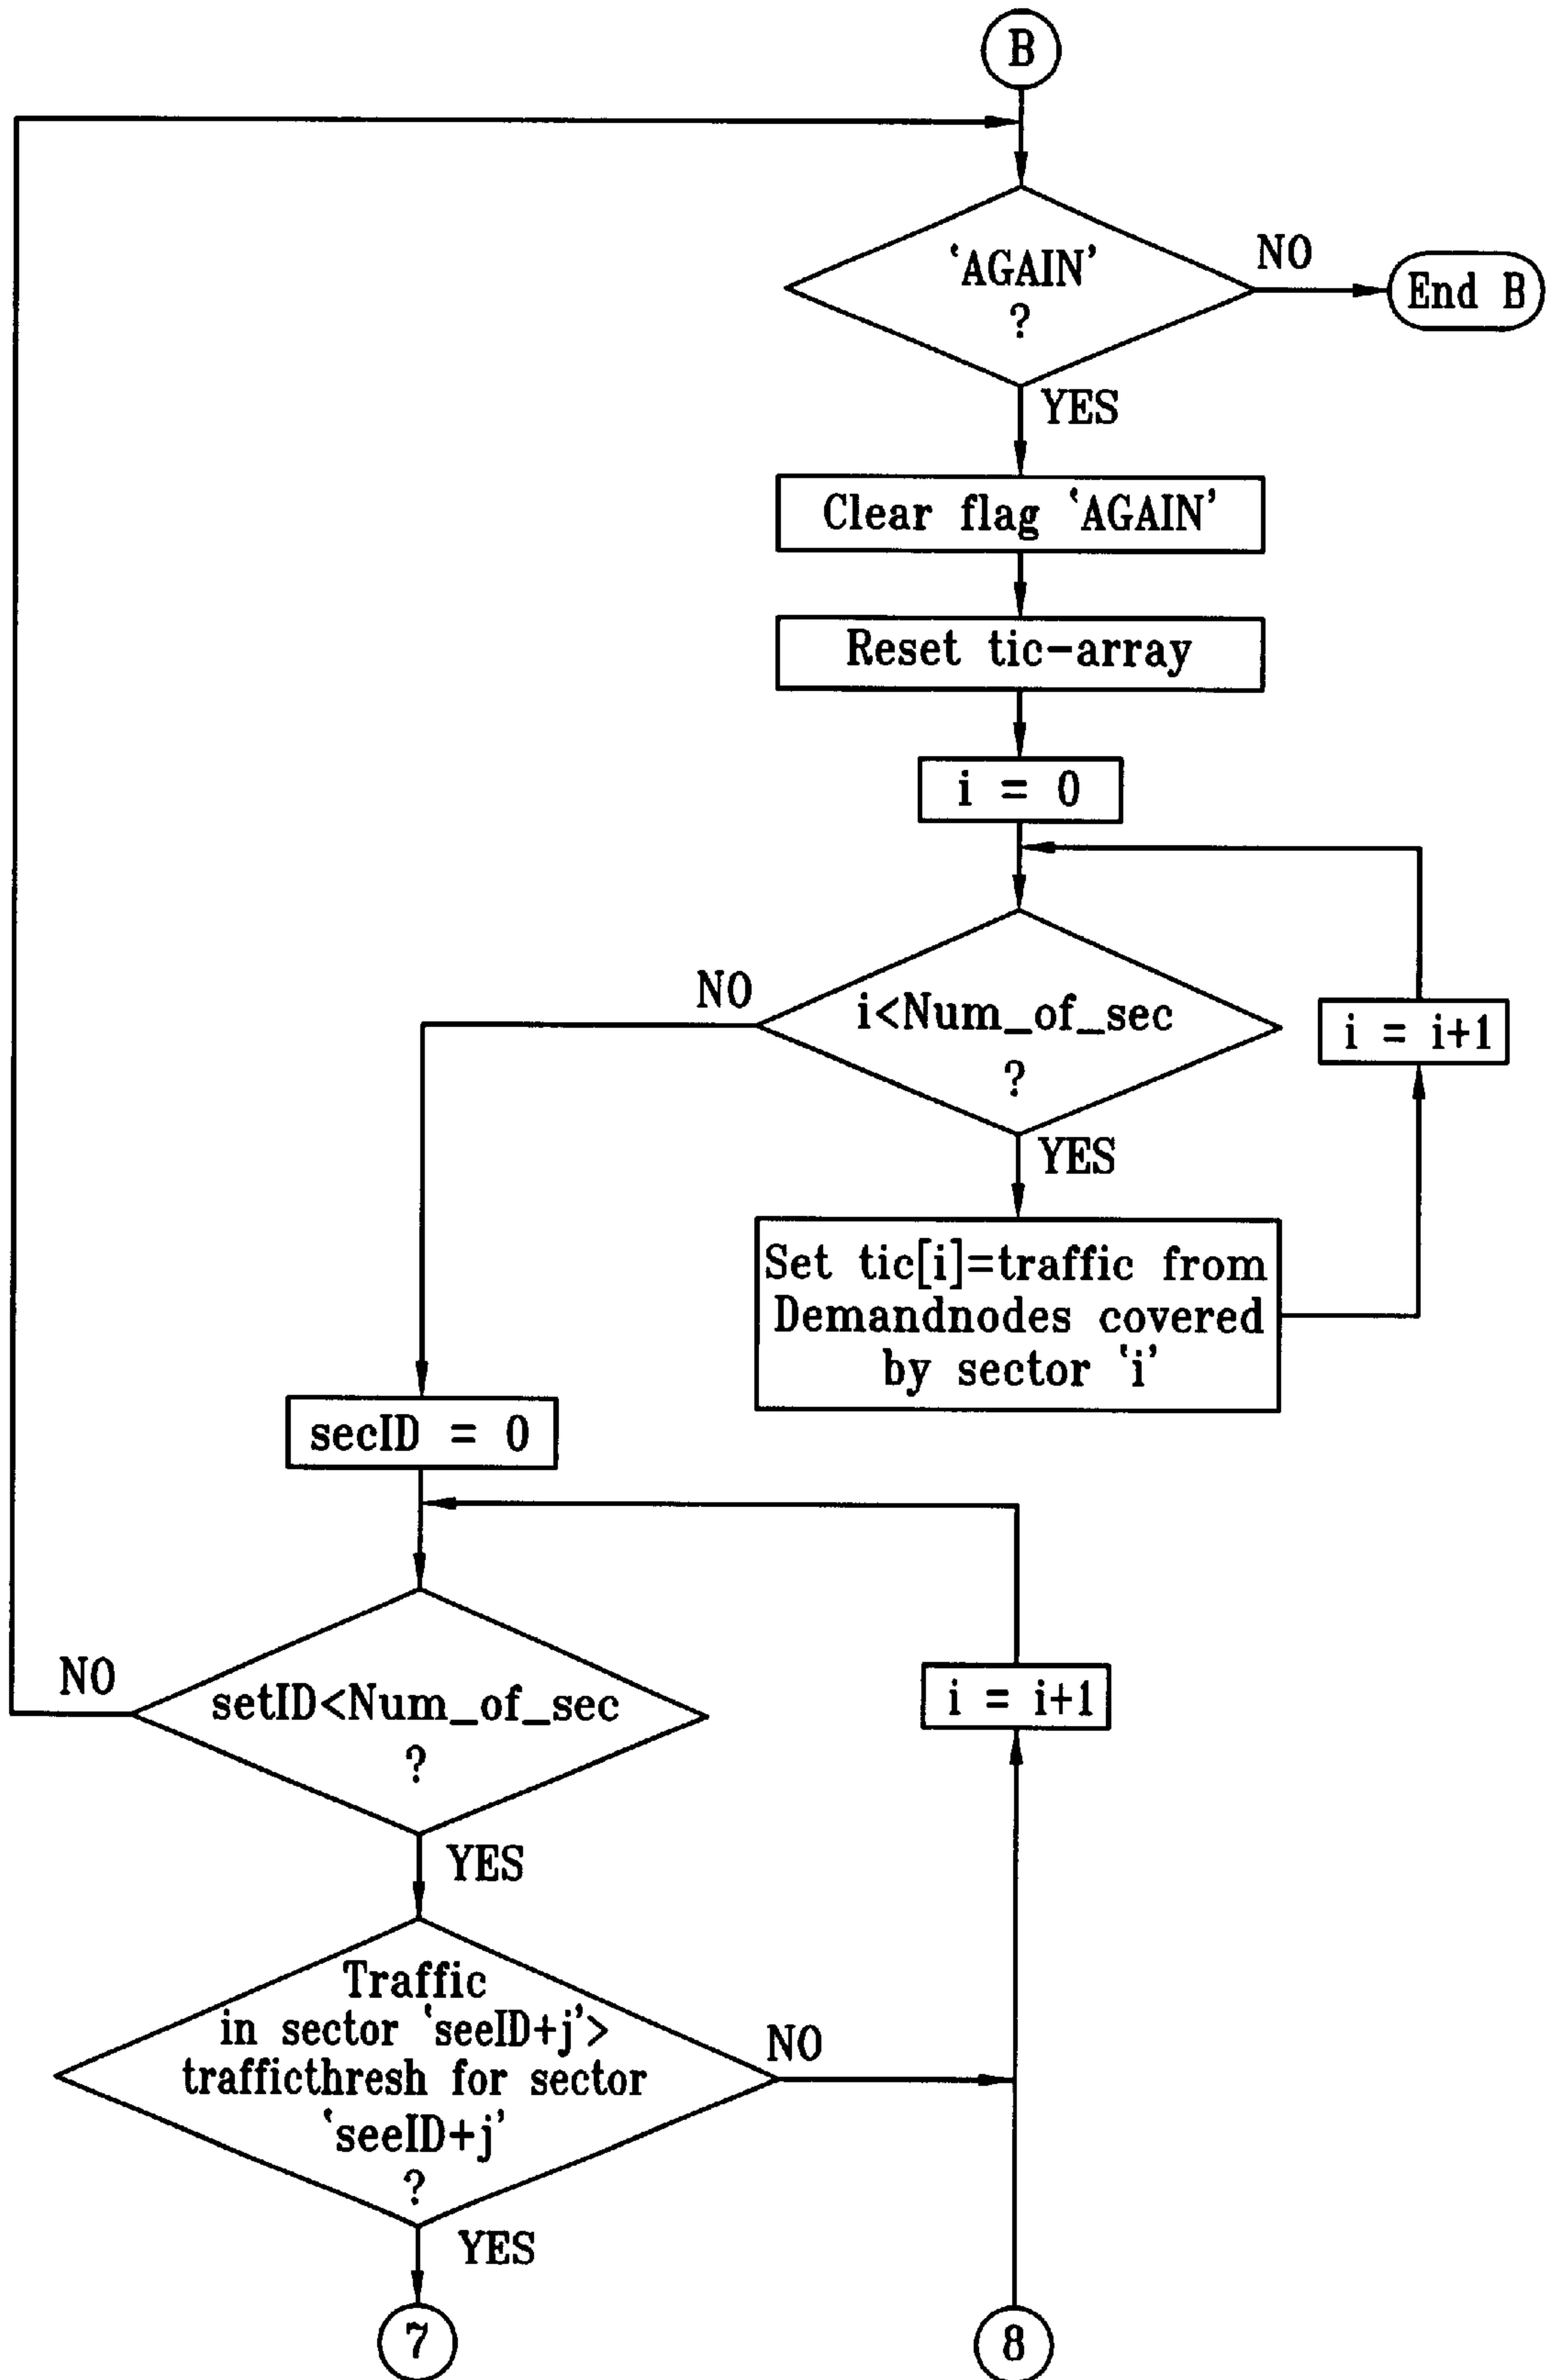 B
‘AGAIN’
?
NO
End B
YES
Clear flag ‘AGAIN’
Reset tic-array
i = 0
NO
i<Num_of_sec
?
i = i+1
YES
Set tic[i]=traffic from
Demandnodes covered
by sector ‘i’
secID = 0
NO
setID<Num_of_sec
?
i = i+1
YES
Traffic
in sector ‘seeID+j’>
trafficthresh for sector
‘seeID+j’
?
NO
YES
7
8